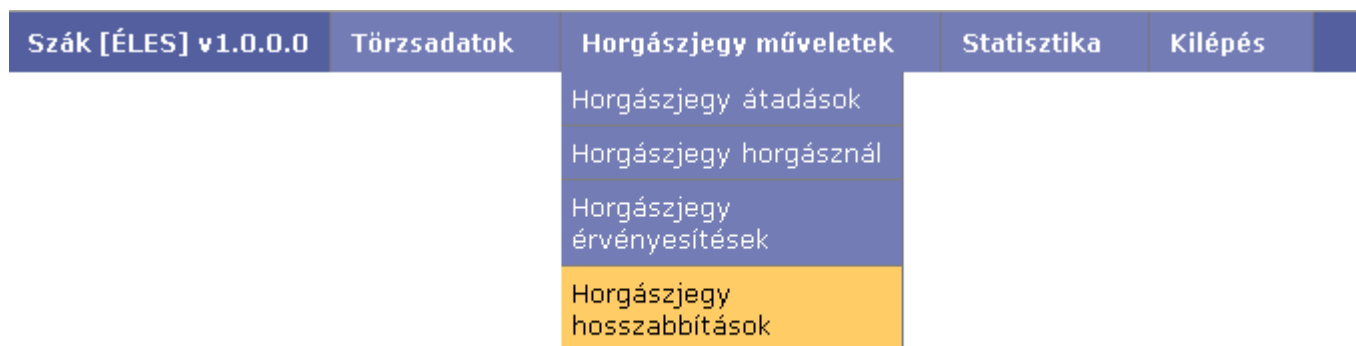 Szák [ÉLES] v1.0.0.0 Törzsadatok Horgászjegy műveletek Statisztika Kilépés
Horgászjegy átadások
Horgászjegy horgásznál
Horgászjegy
érvényesítések
Horgászjegy
hosszabbítások